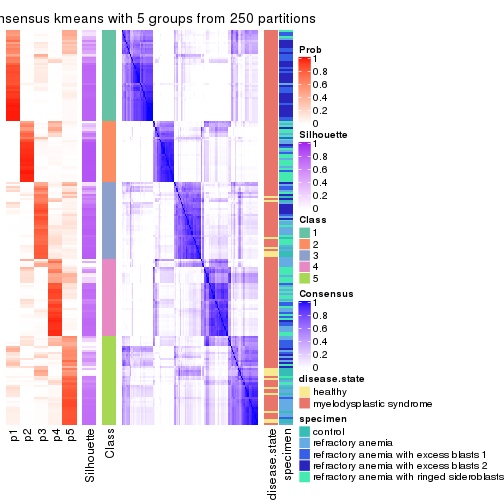 nsensus kmeans with 5 groups from 250 partitions
Prob
1
0.8
0.6
0.4
0.2
0
Silhouette
1
0.8
0.6
0.4
0.2
0
Class
1
2
3
4
5
Consensus
1
0.8
0.6
0.4
0.2
0
disease.state
healthy
myelodysplastic syndrome
specimen
control
refractory anemia
refractory anemia with excess blasts 1
refractory anemia with excess blasts 2
refractory anemia with ringed sideroblasts
p1
p2
p3
p4
p5
Silhouette
Class
disease.state
specimen